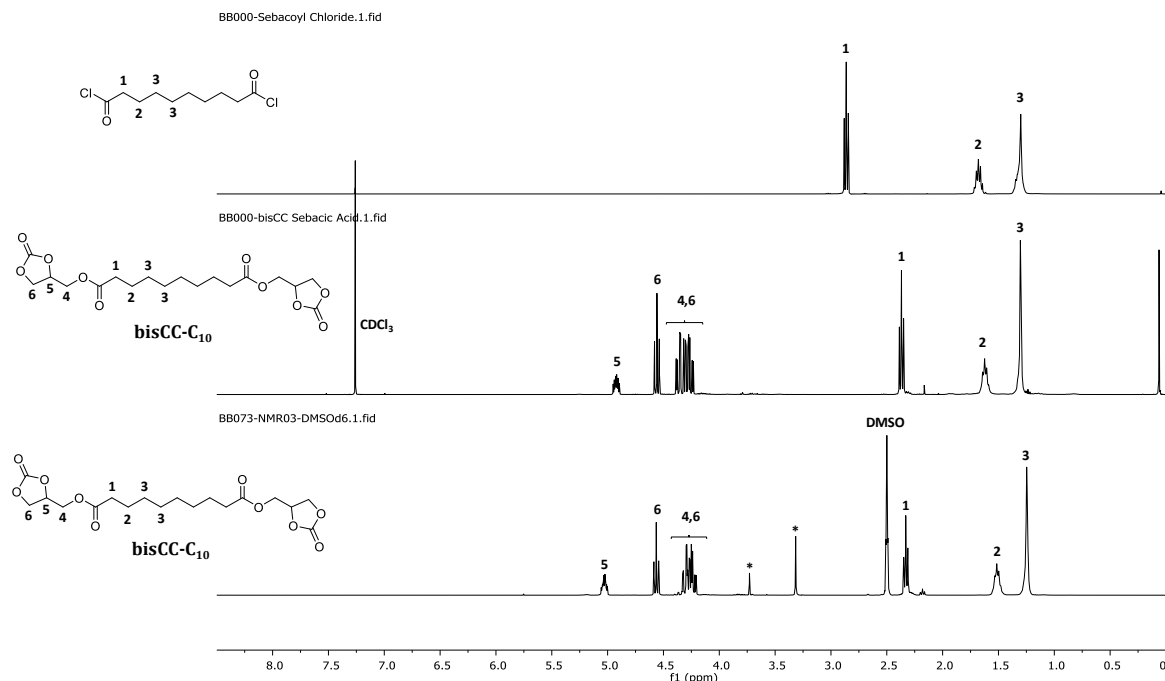 BB000-Sebacoyl Chloride.1.fid
1
3
O
Cl
Cl
O
2
3
1
2
3
BB000-bisCC Sebacic Acid.1.fid
O
O
O
O
1
3
3
O
O
O
6
5
4
O
2
O
O
O
bisCC-C10
CDCl3
5
6
4,6
1
2
3
BB073-NMR03-DMSOd6.1.fid
O
O
O
O
1
3
3
O
O
O
6
5
4
O
2
O
O
O
bisCC-C10
5
6
4,6
*
*
DMSO
1
2
3
8.0 7.5 7.0 6.5 6.0 5.5 5.0 4.5 4.0 3.5 3.0 2.5 2.0 1.5 1.0 0.5 0
f1 (ppm)